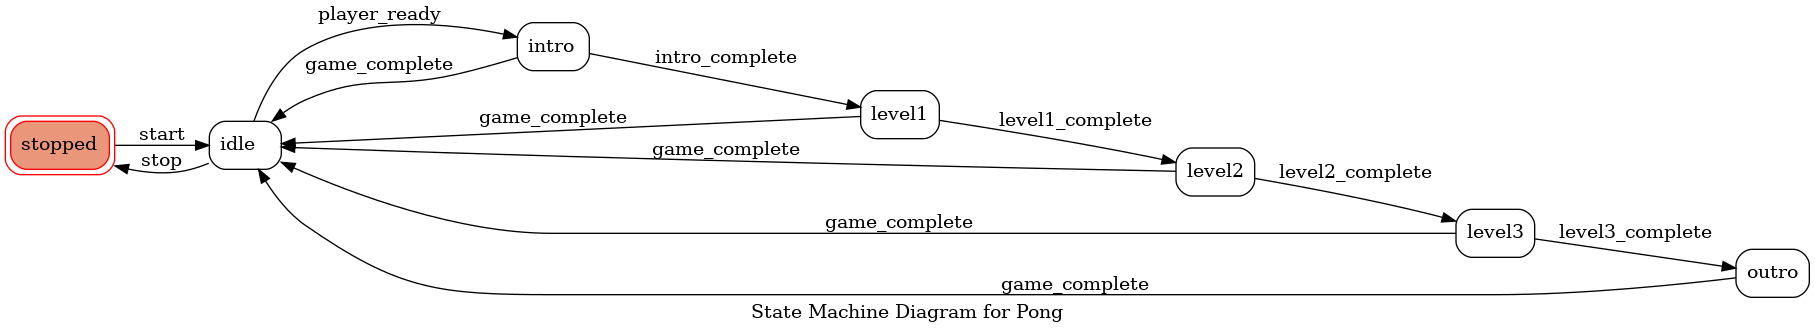 player_ready
intro
intro_complete
game_complete
level1
game_complete
level1_complete
stopped
start
idle
stop
game_complete
level2
level2_complete
game_complete
level3
level3_complete
outro
game_complete
State Machine Diagram for Pong